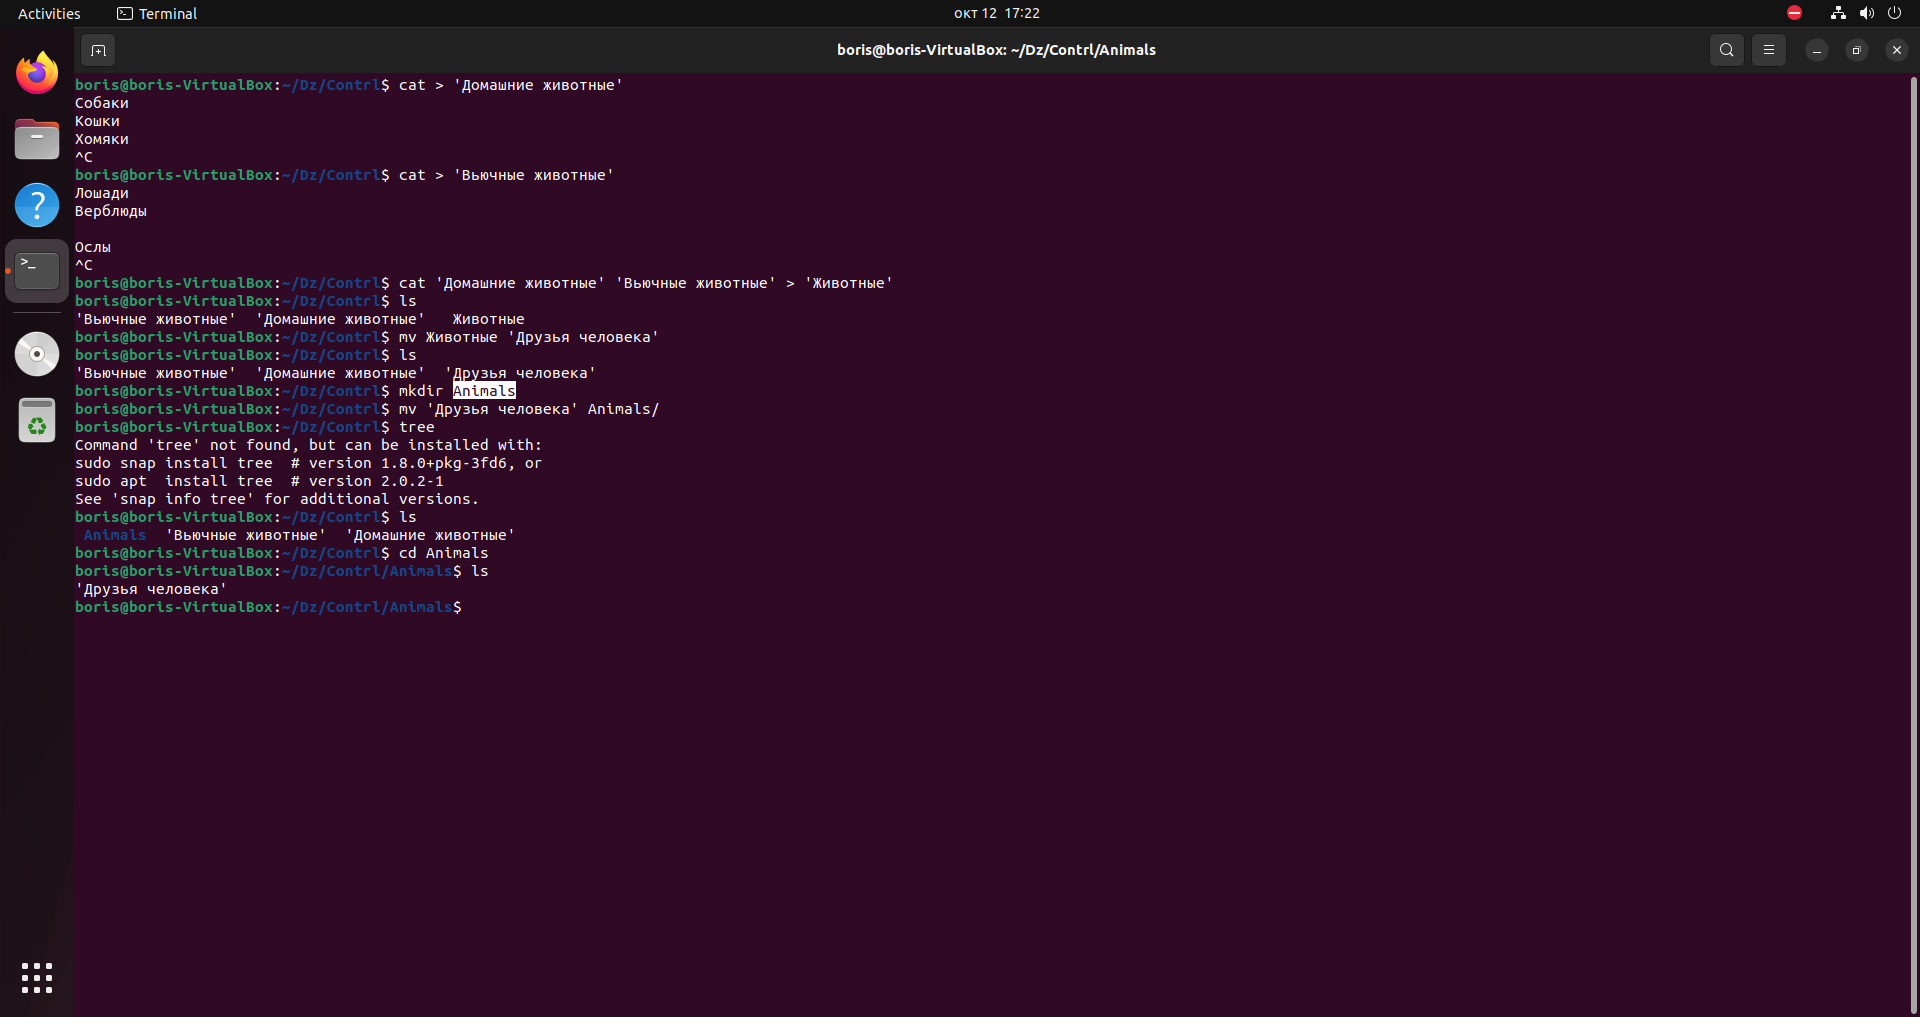 Activities
Terminal
окт 12 17:22
boris@boris-VirtualBox: ~/Dz/Contrl/Animals
boris@boris-VirtualBox:~/Dz/Contrl$ cat > 'Домашние животные'
Собаки
Кошки
Хомяки
^C
boris@boris-VirtualBox:~/Dz/Contrl$ cat > 'Вьючные животные'
Лошади
Верблюды
Ослы
^C
boris@boris-VirtualBox:~/Dz/Contrl$ cat 'Домашние животные' 'Вьючные животные' > 'Животные'
boris@boris-VirtualBox:~/Dz/Contrl$ ls
'Вьючные животные'  'Домашние животные'   Животные
boris@boris-VirtualBox:~/Dz/Contrl$ mv Животные 'Друзья человека'
boris@boris-VirtualBox:~/Dz/Contrl$ ls
'Вьючные животные'  'Домашние животные'  'Друзья человека'
boris@boris-VirtualBox:~/Dz/Contrl$ mkdir Animals
boris@boris-VirtualBox:~/Dz/Contrl$ mv 'Друзья человека' Animals/
boris@boris-VirtualBox:~/Dz/Contrl$ tree
Command 'tree' not found, but can be installed with:
sudo snap install tree  # version 1.8.0+pkg-3fd6, or
sudo apt  install tree  # version 2.0.2-1
See 'snap info tree' for additional versions.
boris@boris-VirtualBox:~/Dz/Contrl$ ls
 Animals  'Вьючные животные'  'Домашние животные'
boris@boris-VirtualBox:~/Dz/Contrl$ cd Animals
boris@boris-VirtualBox:~/Dz/Contrl/Animals$ ls
'Друзья человека'
boris@boris-VirtualBox:~/Dz/Contrl/Animals$